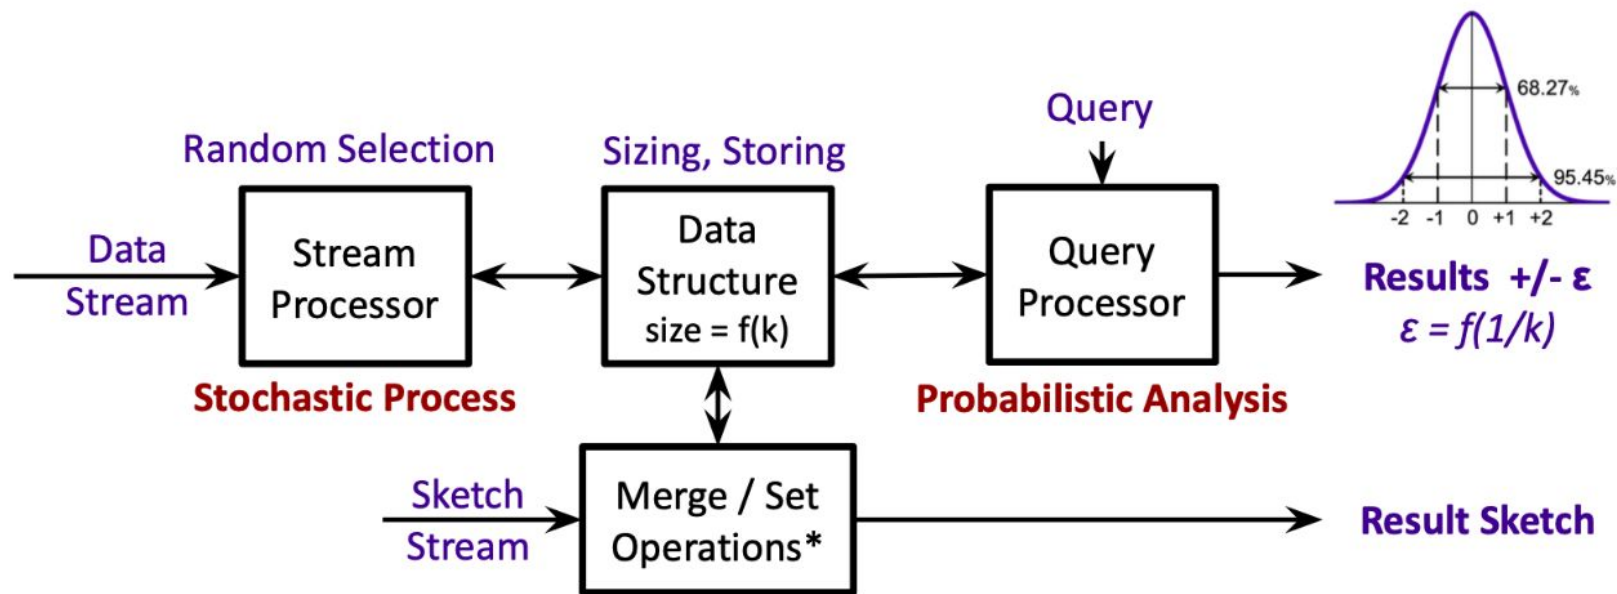 Random Selection
Data
Stream
Stream
Processor
Stochastic Process
Sizing, Storing
Data
Structure
size = f(k)
Query
Query
Processor
Probabilistic Analysis
68.27%
95.45%
-2 -1 0 +1 +2
Results +/- ε
ε = f(1/k)
Sketch
Stream
Merge / Set
Operations*
Result Sketch